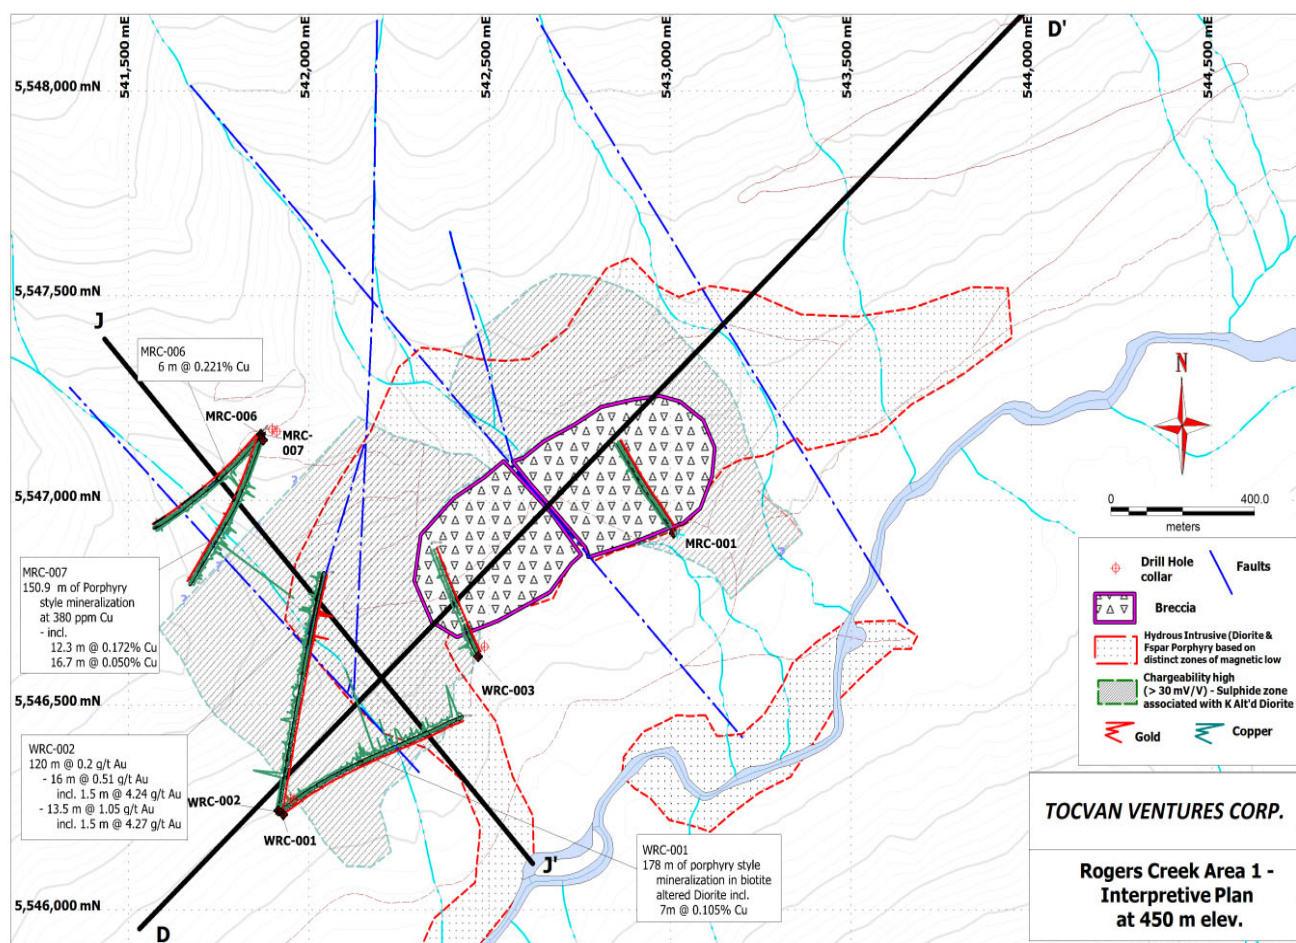 541,500 mE
542,000 mE
542,500 mE
543,000 mE
543,500 mE
544,000 mE
544,500 mE
D'
5,548,000 mN
5,547,500 mN
J
MRC-006
6 m @ 0.221% Cu
MRC-006
MRC-
007
N
5,547,000 mN
0
400.0
meters
MRC-001
MRC-007
150.9 m of Porphyry
style mineralization
at 380 ppm Cu
- incl.
12.3 m @ 0.172% Cu
16.7 m @ 0.050% Cu
?
?
?
?
Drill Hole
collar
Faults
Breccia
Hydrous Intrusive (Diorite &
Fspar Porphyry based on
distinct zones of magnetic low
Chargeability high
(> 30 mV/V) - Sulphide zone
associated with K Alt'd Diorite
Gold
Copper
WRC-003
5,546,500 mN
WRC-002
120 m @ 0.2 g/t Au
- 16 m @ 0.51 g/t Au
incl. 1.5 m @ 4.24 g/t Au
- 13.5 m @ 1.05 g/t Au
incl. 1.5 m @ 4.27 g/t Au
WRC-002
WRC-001
WRC-001
178 m of porphyry style
mineralization in biotite
altered Diorite incl.
7m @ 0.105% Cu
J'
5,546,000 mN
D
TOCVAN VENTURES CORP.
Rogers Creek Area 1 -
Interpretive Plan
at 450 m elev.